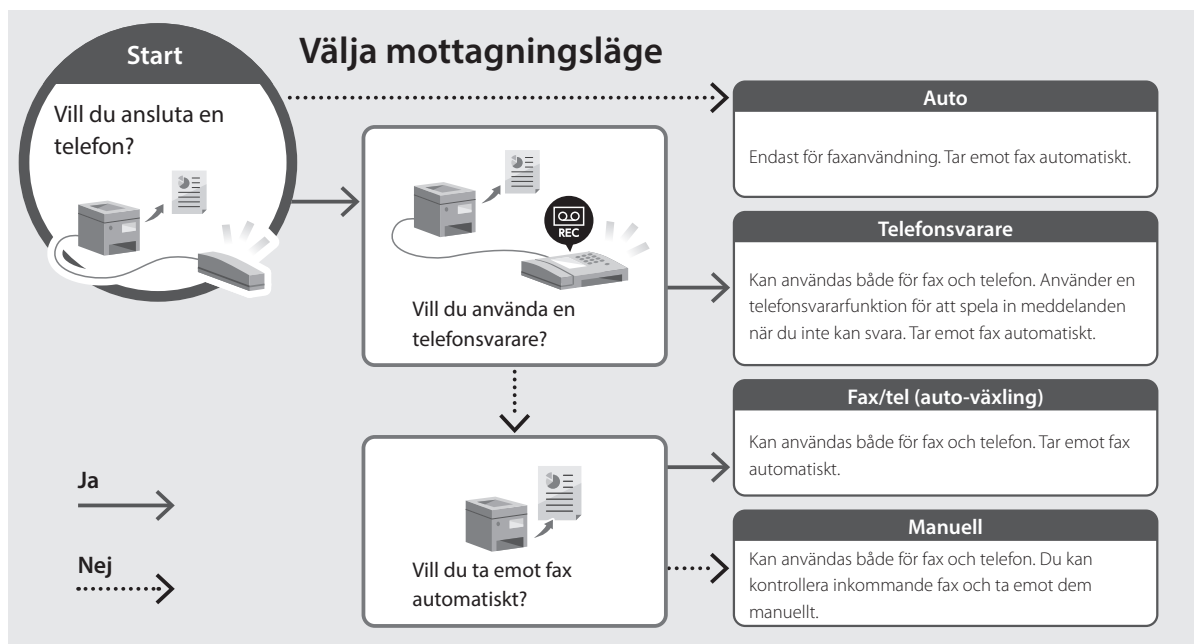 Start
Välja mottagningsläge
Vill du ansluta en
telefon?
Auto
Endast för faxanvändning. Tar emot fax automatiskt.
REC
Vill du använda en
telefonsvarare?
Telefonsvarare
Kan användas både för fax och telefon. Använder en
telefonsvararfunktion för att spela in meddelanden
när du inte kan svara. Tar emot fax automatiskt.
Fax/tel (auto-växling)
Kan användas både för fax och telefon. Tar emot fax
automatiskt.
Ja
Nej
Vill du ta emot fax
automatiskt?
Manuell
Kan användas både för fax och telefon. Du kan
kontrollera inkommande fax och ta emot dem
manuellt.